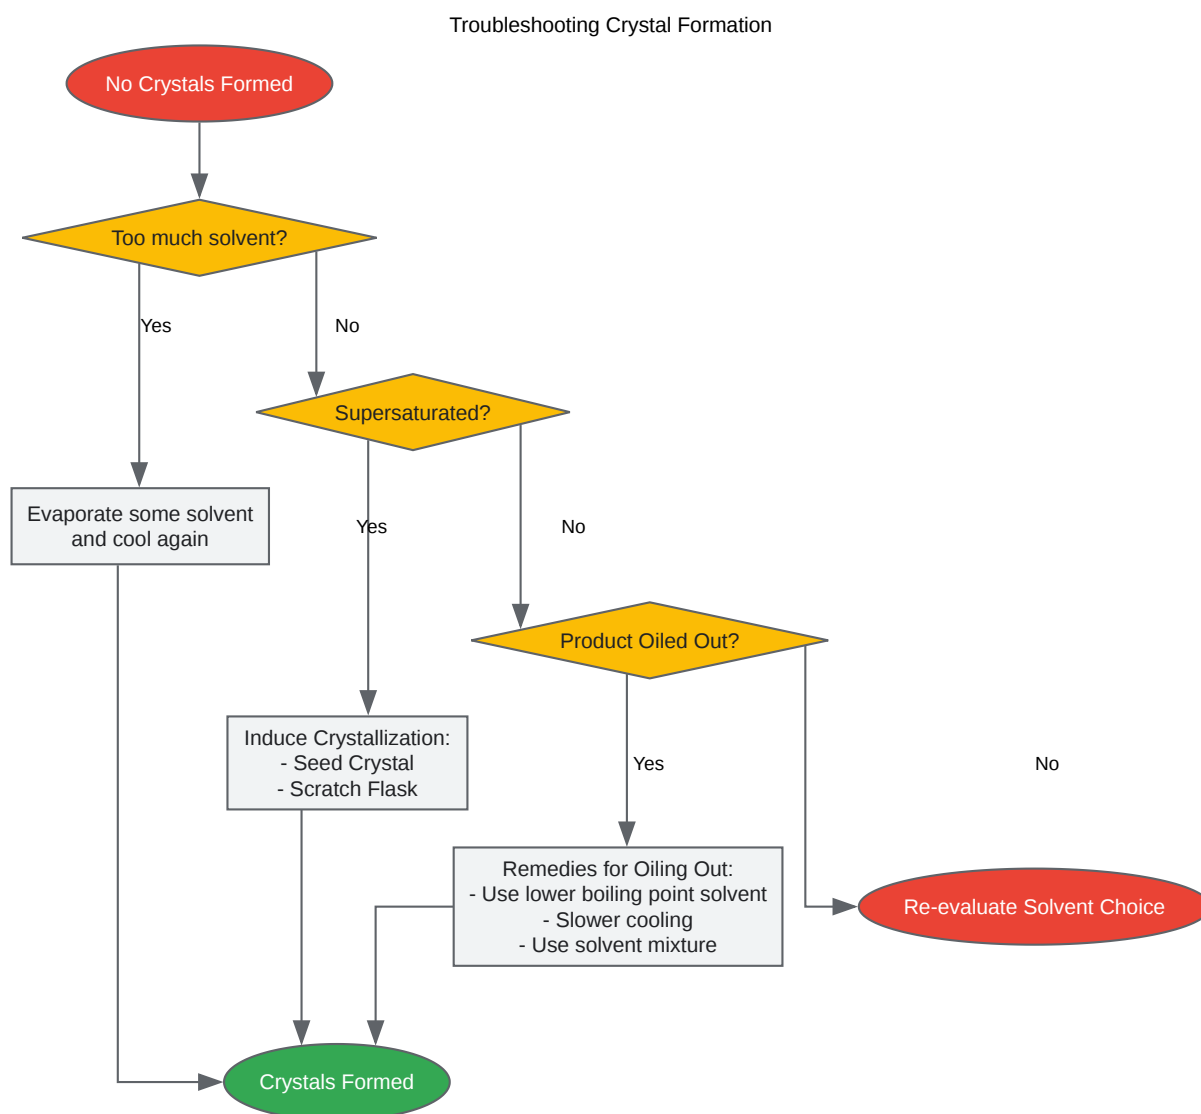 Troubleshooting Crystal Formation
No Crystals Formed
Too much solvent?
Yes
No
Supersaturated?
Evaporate some solvent
and cool again
Yes
No
Product Oiled Out?
Induce Crystallization:
- Seed Crystal
- Scratch Flask
Yes
No
Remedies for Oiling Out:
- Use lower boiling point solvent
- Slower cooling
- Use solvent mixture
Re-evaluate Solvent Choice
Crystals Formed